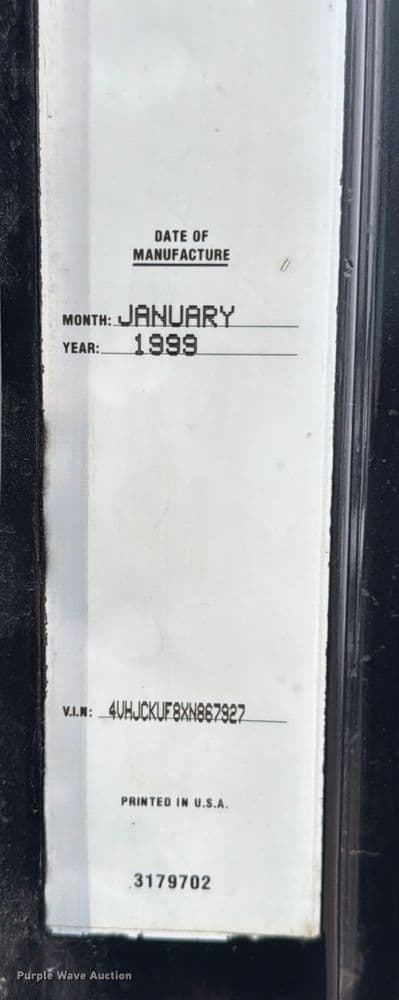 DATE OF
MANUFACTURE
MONTH: JANUARY
YEAR: 1999
V.I.N: 4VHJCKUF8XN867927
PRINTED IN U.S.A.
3179702
Purple Wave Auction